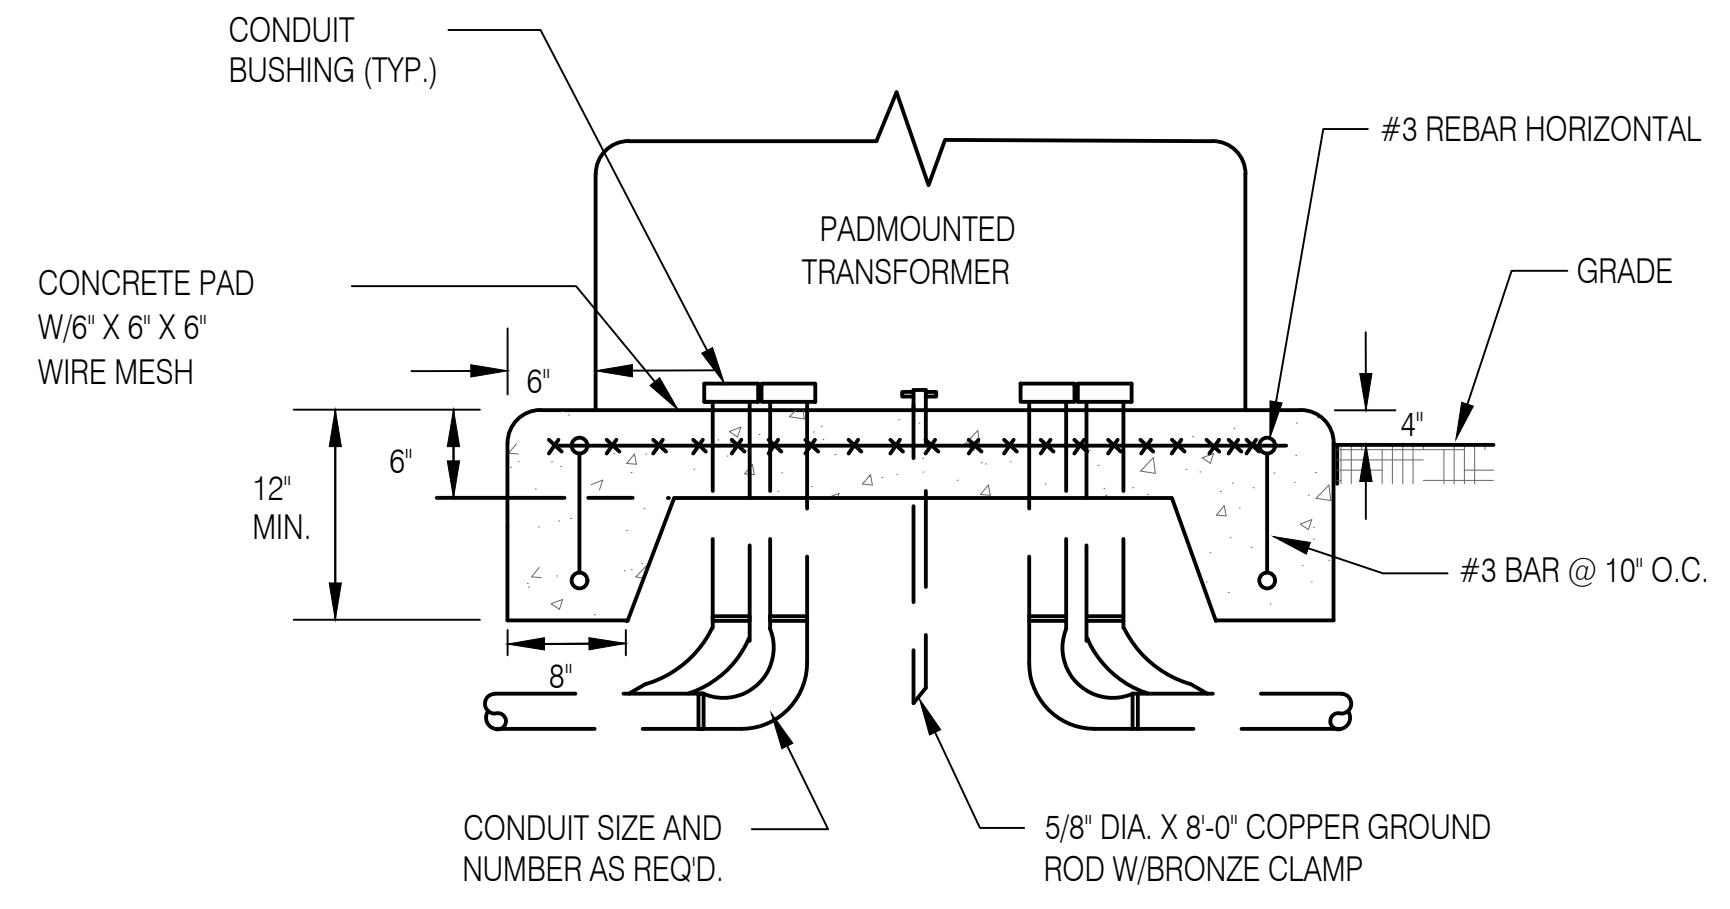 CONDUIT
BUSHING (TYP.)
#3 REBAR HORIZONTAL
PADMOUNTED
TRANSFORMER
GRADE
CONCRETE PAD
W/6" X 6" X 6"
WIRE MESH
6"
4"
6"
12"
MIN.
#3 BAR @ 10" O.C.
8"
CONDUIT SIZE AND
NUMBER AS REQ'D.
5/8" DIA. X 8'-0" COPPER GROUND
ROD W/BRONZE CLAMP